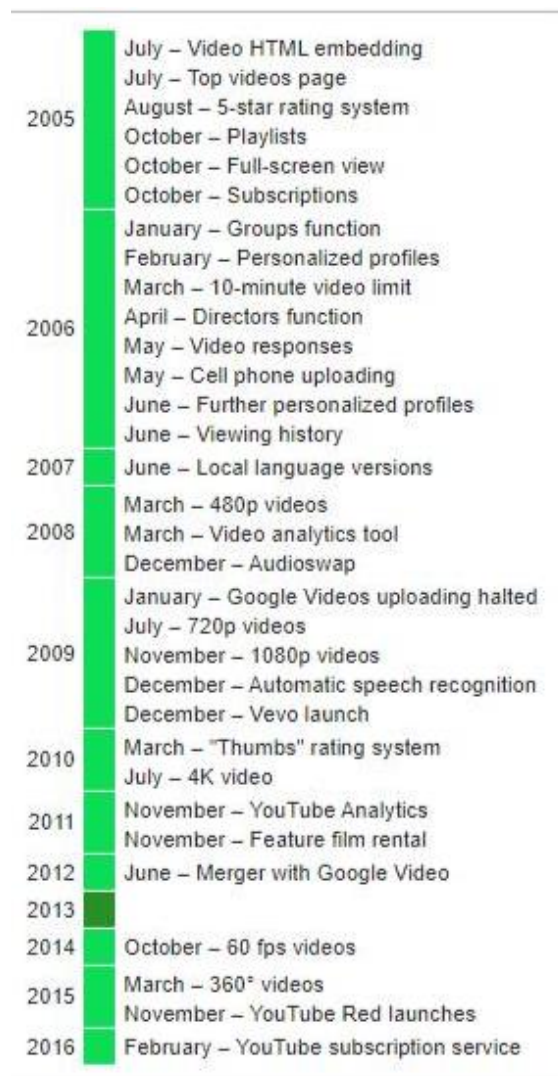 2005
July – Video HTML embedding
July – Top videos page
August – 5-star rating system
October – Playlists
October – Full-screen view
October – Subscriptions
2006
January – Groups function
February – Personalized profiles
March – 10-minute video limit
April – Directors function
May – Video responses
May – Cell phone uploading
June – Further personalized profiles
June – Viewing history
2007
June – Local language versions
2008
March – 480p videos
March – Video analytics tool
December – Audioswap
2009
January – Google Videos uploading halted
July – 720p videos
November – 1080p videos
December – Automatic speech recognition
December – Vevo launch
2010
March – "Thumbs" rating system
July – 4K video
2011
November – YouTube Analytics
November – Feature film rental
2012
June – Merger with Google Video
2013
2014
October – 60 fps videos
2015
March – 360° videos
November – YouTube Red launches
2016
February – YouTube subscription service